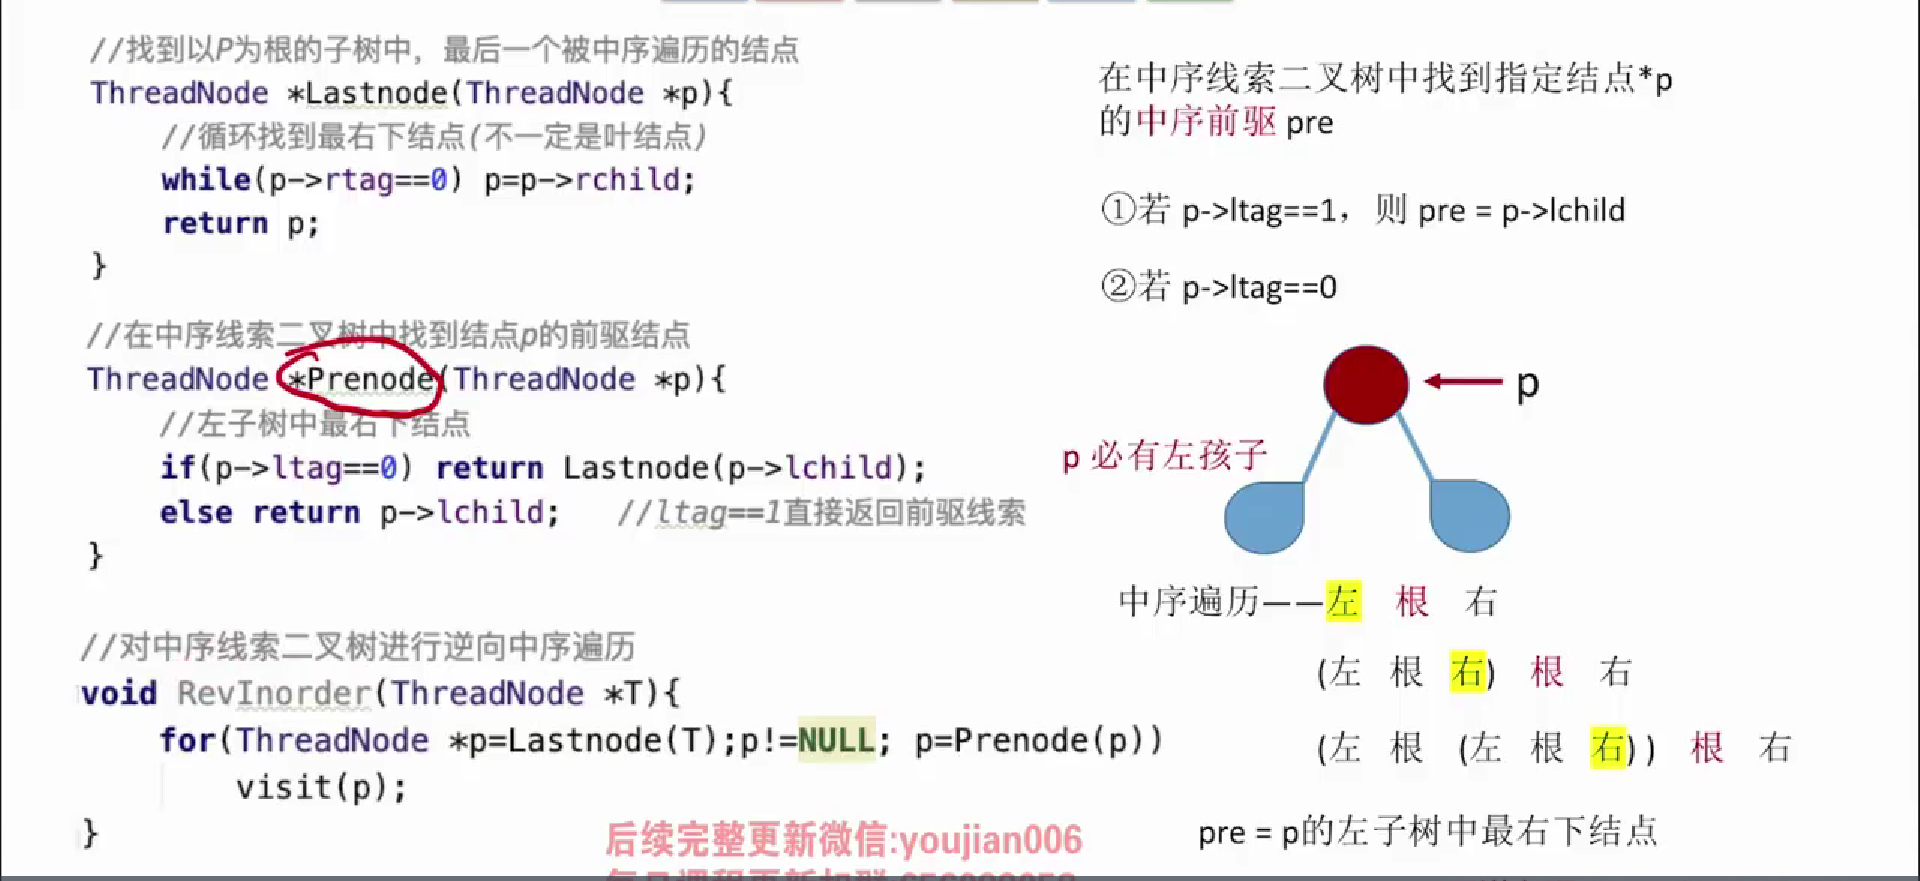 //找到以P为根的子树中，最后一个被中序遍历的结点
ThreadNode *Lastnode(ThreadNode *p){
//循环找到最右下结点(不一定是叶结点)
while(p->rtag==0) p=p->rchild;
return p;
}
//在中序线索二叉树中找到结点p的前驱结点
ThreadNode *Prenode(ThreadNode *p){
//左子树中最右下结点
if(p->ltag==0) return Lastnode(p->lchild);
else return p->lchild; //ltag==1直接返回前驱线索
}
//对中序线索二叉树进行逆向中序遍历
void RevInorder(ThreadNode *T){
for(ThreadNode *p=Lastnode(T);p!=NULL; p=Prenode(p))
visit(p);
}
在中序线索二叉树中找到指定结点*p
的中序前驱 pre
①若 p->ltag==1，则 pre = p->lchild
②若 p->ltag==0
p
p 必有左孩子
中序遍历——左 根 右
(左 根 右) 根 右
(左 根 (左 根 右)) 根 右
pre = p的左子树中最右下结点
后续完整更新微信:youjian006